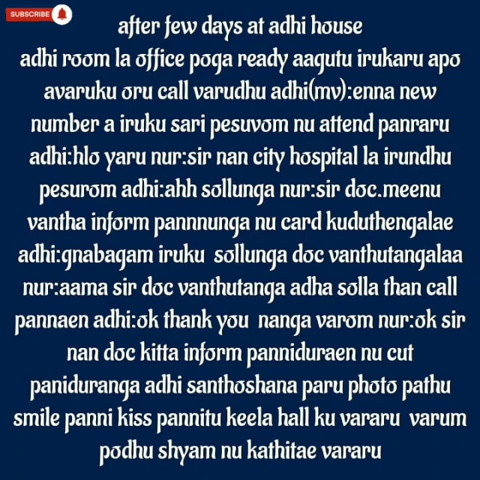 SUBSCRIBE
after few days at adhi house
adhi room la office poga ready aagutu irukaru apo
avaruku oru call varudhu adhi(mv):enna new
number a iruku sari pesuvom nu attend panraru
adhi:hlo yaru nur:sir nan city hospital la irundhu
pesurom adhi:ahh sollunga nur:sir doc.meenu
vantha inform pannnunga nu card kuduthengalae
adhi:gnabagam iruku sollunga doc vanthutangalaa
nur:aama sir doc vanthutanga adha solla than call
pannaen adhi:ok thank you nanga varom nur:ok sir
nan doc kitta inform panniduraen nu cut
paniduranga adhi santhoshana paru photo pathu
smile panni kiss pannitu keela hall ku vararu varum
podhu shyam nu kathitae vararu